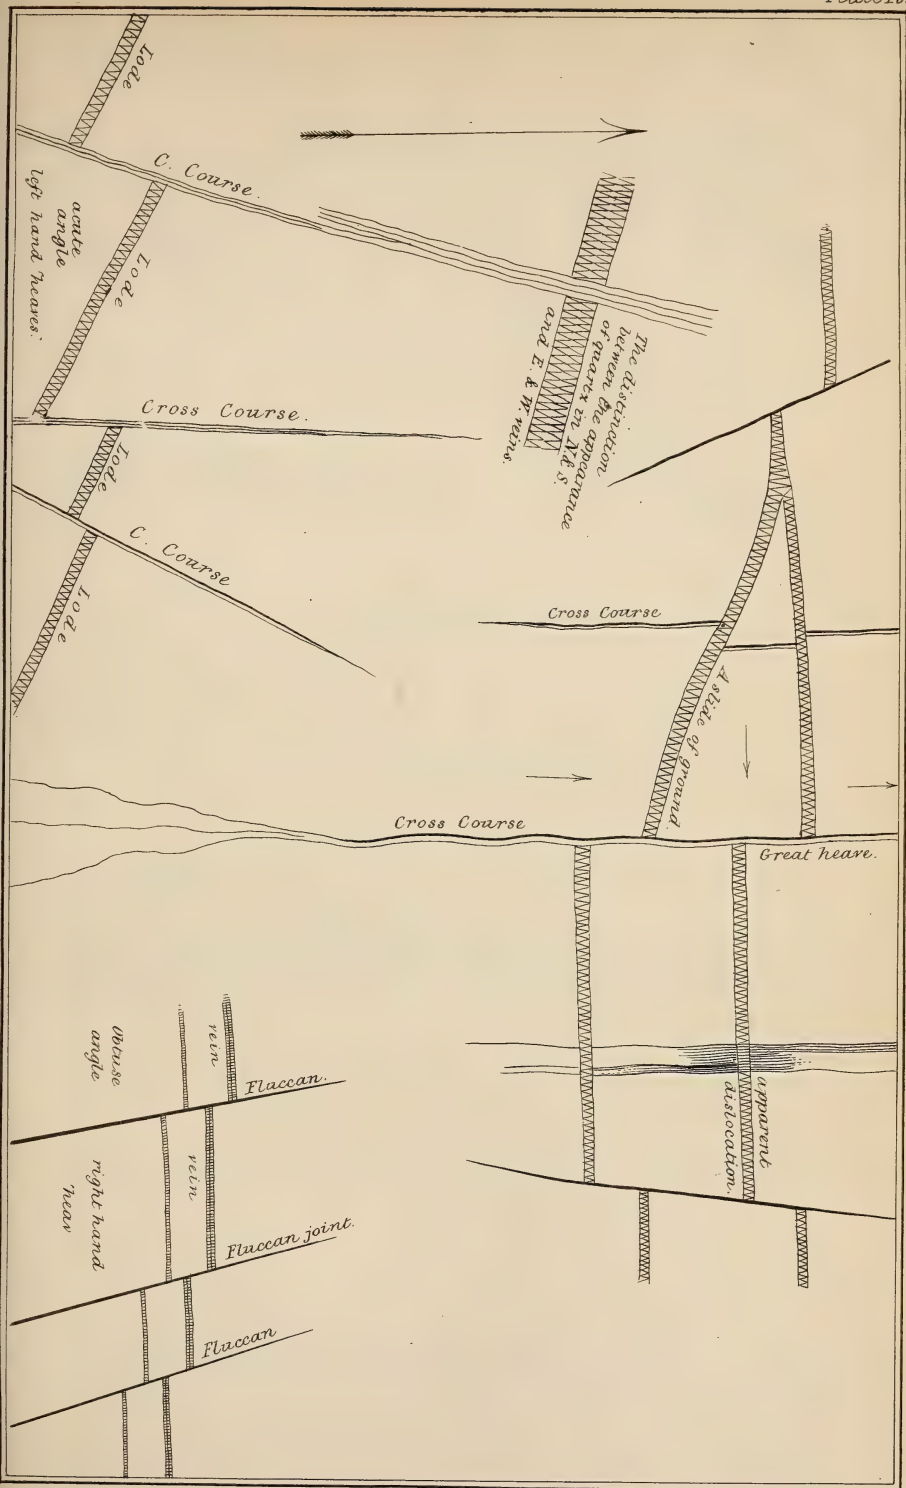 Lode
C. Course
acute
angle
left hand heaves.
Lode
The distinction
between the appearance
of quartz in N. & S.
and E. & W. veins.
Cross Course.
Lode
C. Course
Lode
Cross Course
A slide of ground.
Cross Course
Great heave.
Obtuse
angle
vein
Fluccan.
apparent
dislocation.
right hand
heav
vein
Fluccan joint.
Fluccan